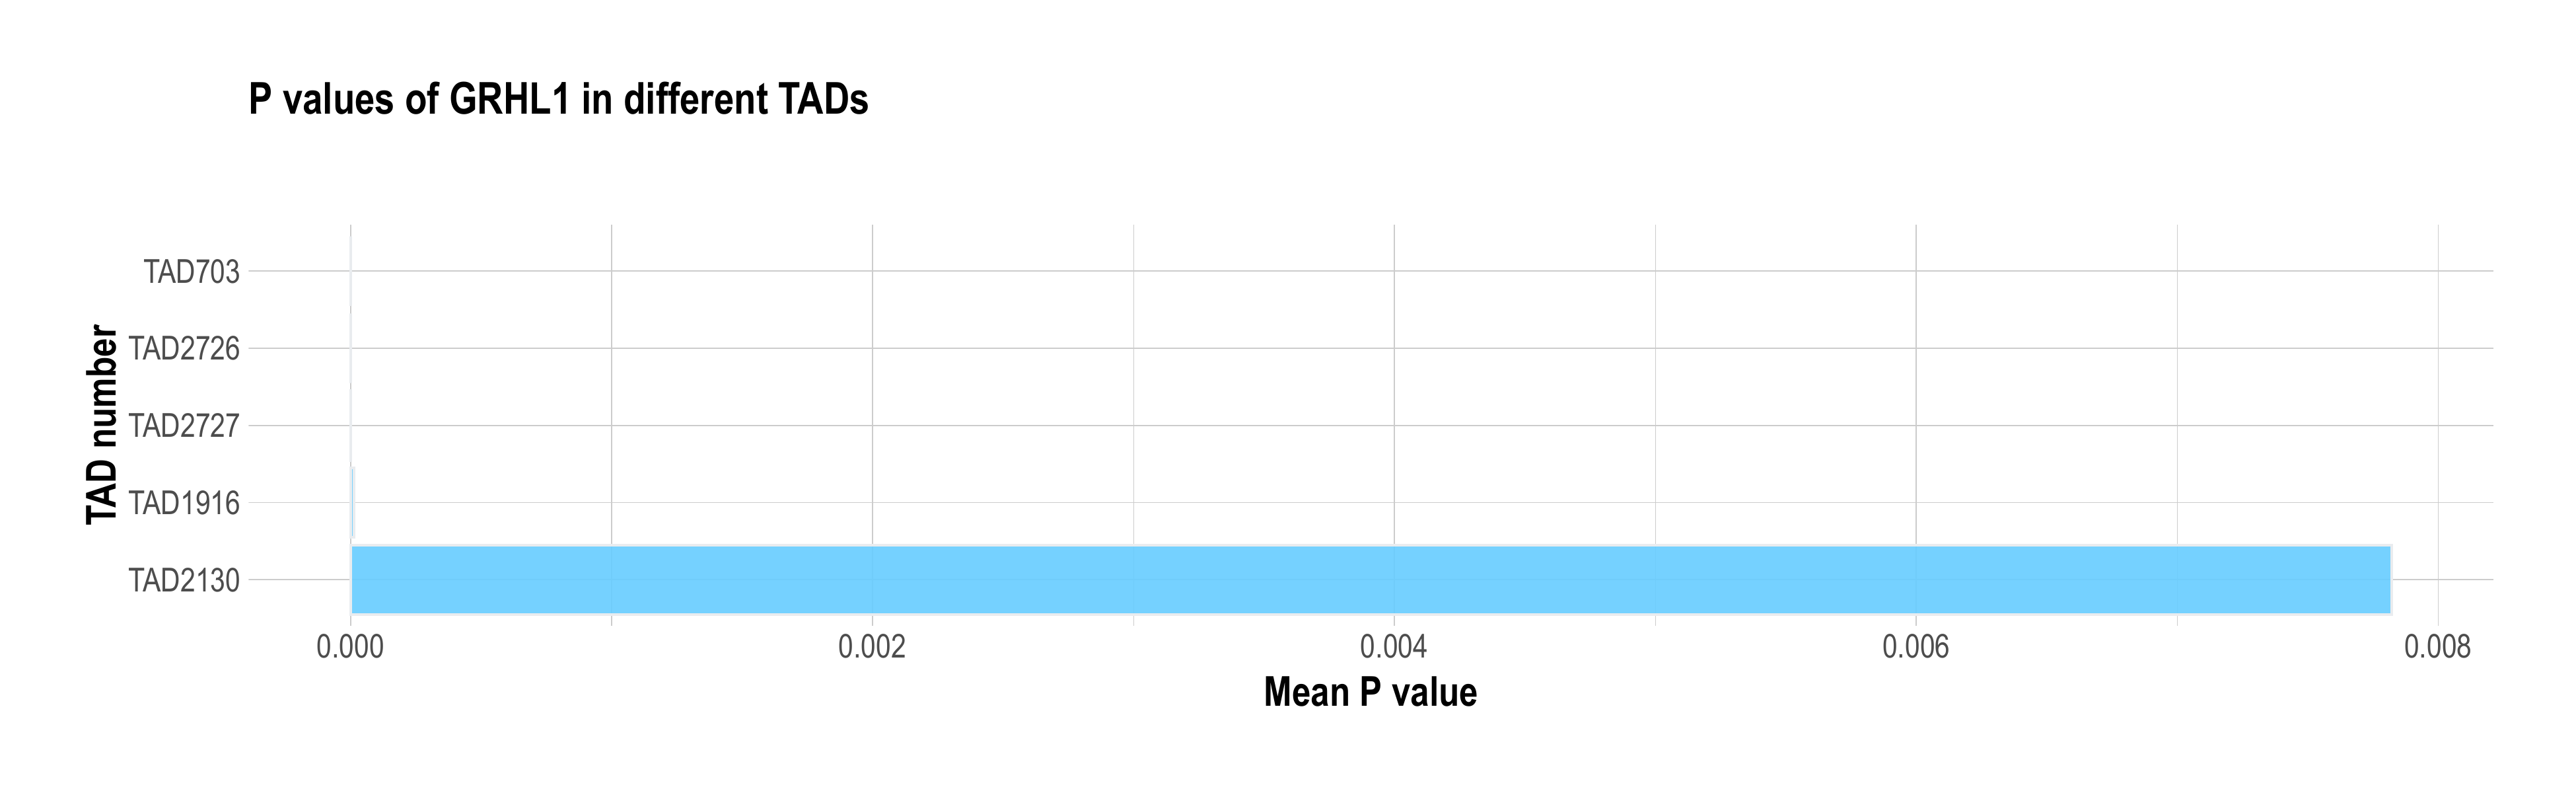 P values of GRHL1 in different TADs
TAD number
TAD703
TAD2726
TAD2727
TAD1916
TAD2130
0.000 0.002 0.004 0.006 0.008
Mean P value